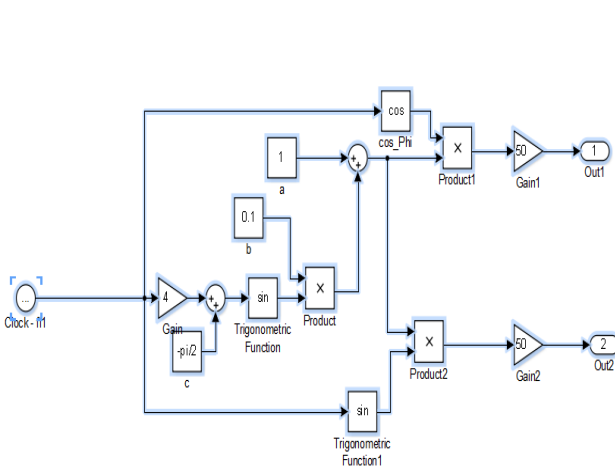 cos
cos_Phi
1
a
×
Product1
50
Gain1
1
Out1
0.1
b
...
4
Gain
sin
Trigonometric
Function
×
Product
-pi/2
c
×
Product2
50
Gain2
2
Out2
sin
Trigonometric
Function1